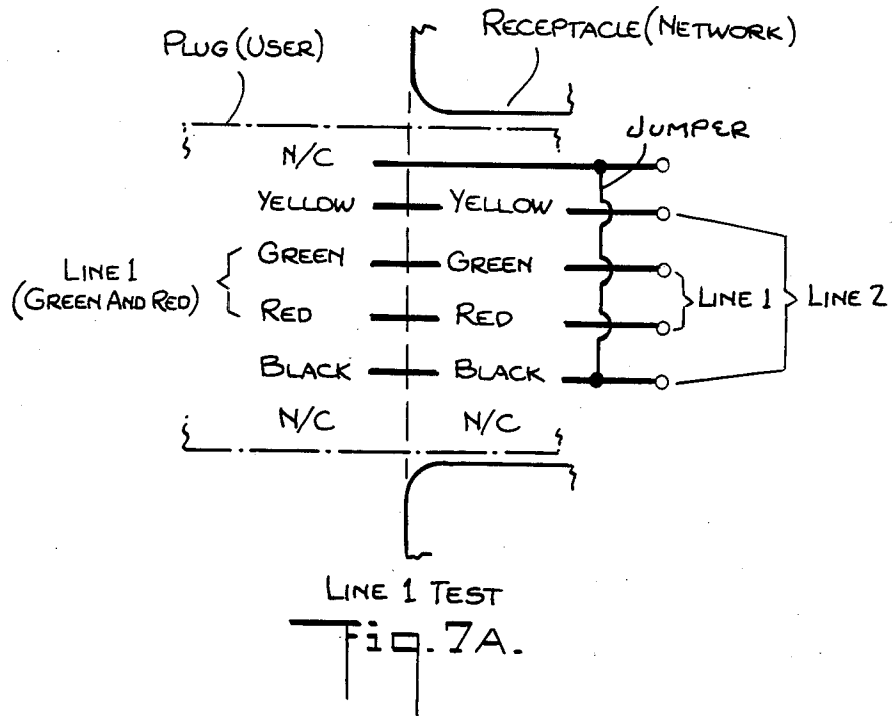 Plug (User)
Receptacle (Network)
Jumper
N/C
Yellow
Yellow
Green
Green
Line 1
(Green And Red)
Line 1
Line 2
Red
Red
Black
Black
N/C
N/C
Line 1 Test
Fig. 7A.